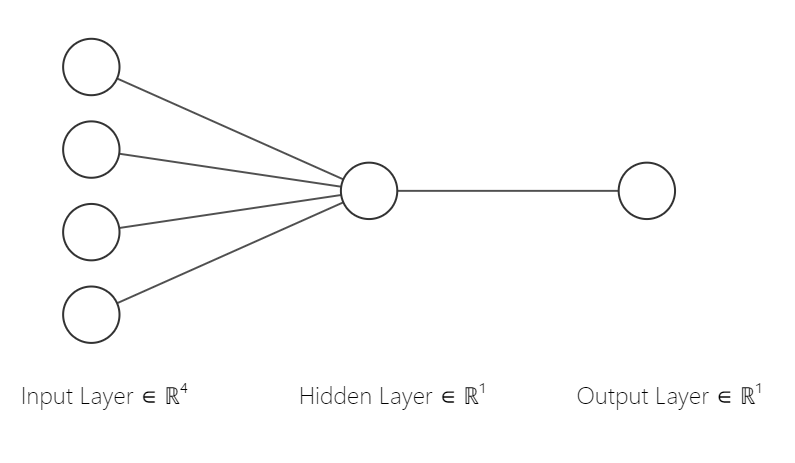 Input Layer ∈ ℝ⁴
Hidden Layer ∈ ℝ¹
Output Layer ∈ ℝ¹